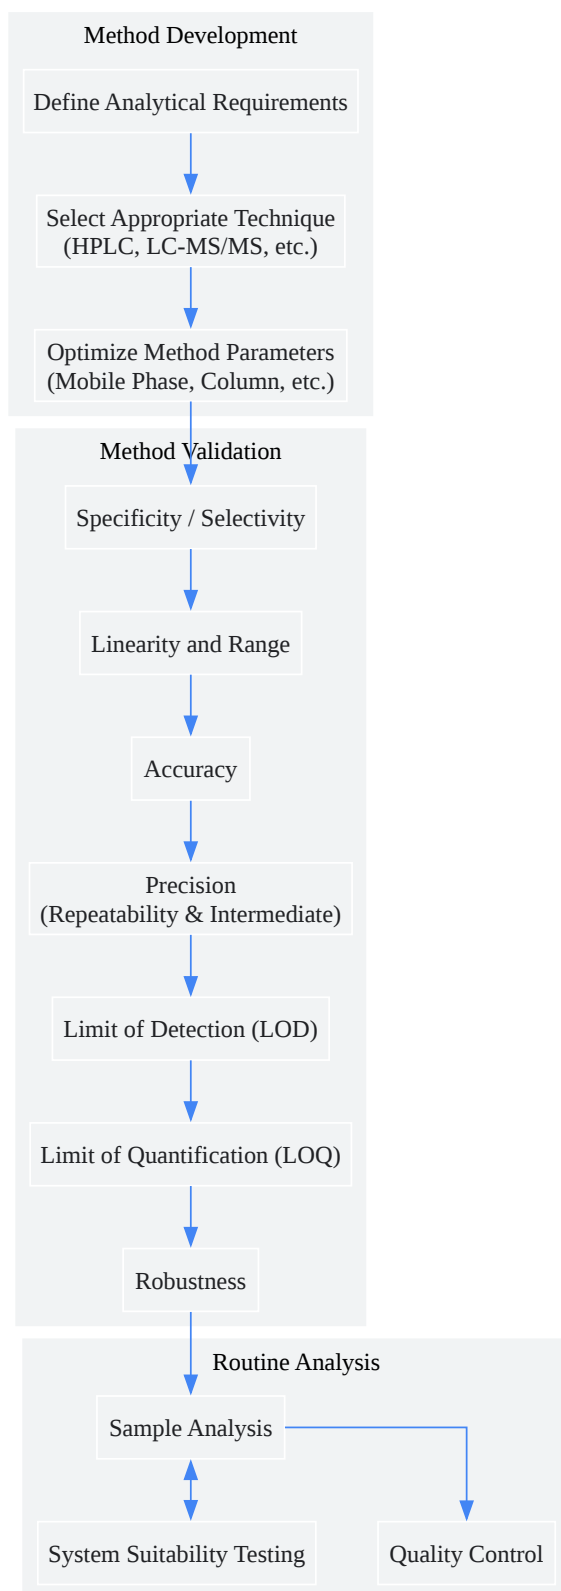 Method Development
Define Analytical Requirements
Select Appropriate Technique
(HPLC, LC-MS/MS, etc.)
Optimize Method Parameters
(Mobile Phase, Column, etc.)
Method Validation
Specificity / Selectivity
Linearity and Range
Accuracy
Precision
(Repeatability & Intermediate)
Limit of Detection (LOD)
Limit of Quantification (LOQ)
Robustness
Routine Analysis
Sample Analysis
System Suitability Testing
Quality Control